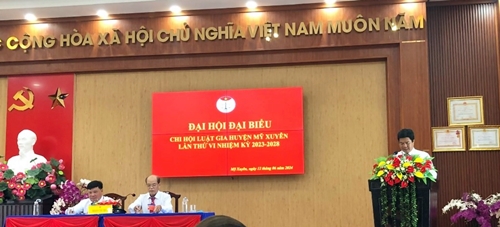 CỘNG HÒA XÃ HỘI CHỦ NGHĨA VIỆT NAM MUÔN NĂM
ĐẠI HỘI ĐẠI BIỂU
CHI HỘI LUẬT GIA HUYỆN MỸ XUYÊN
LẦN THỨ VI NHIỆM KỲ 2023-2028